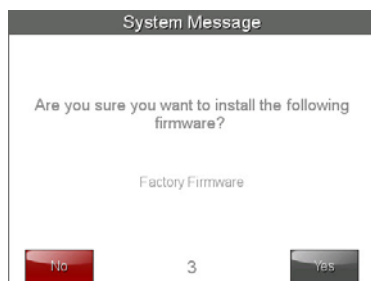 System Message
Are you sure you want to install the following
firmware?
Factory Firmware
No
3
Yes